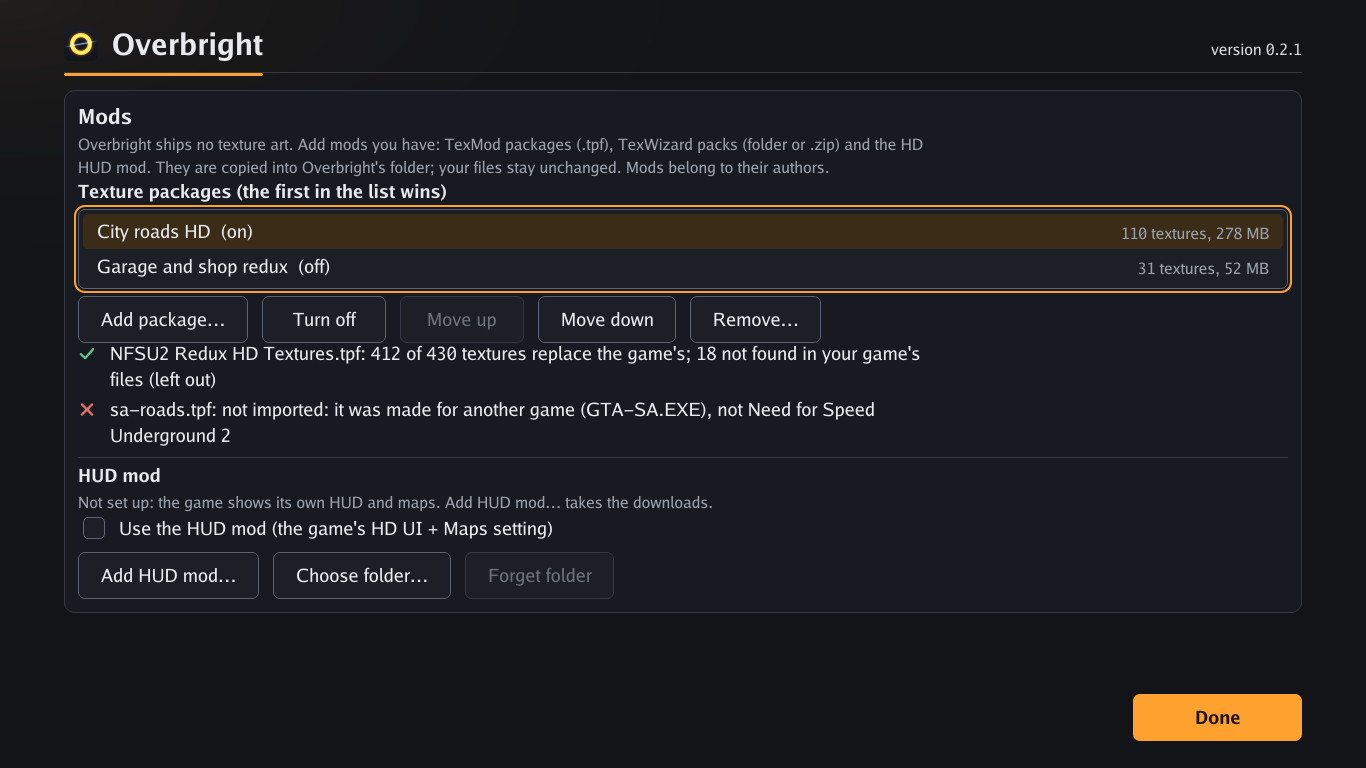 Overbright
version 0.2.1
Mods
Overbright ships no texture art. Add mods you have: TexMod packages (.tpf), TexWizard packs (folder or .zip) and the HD
HUD mod. They are copied into Overbright's folder; your files stay unchanged. Mods belong to their authors.
Texture packages (the first in the list wins)
City roads HD (on) 110 textures, 278 MB
Garage and shop redux (off) 31 textures, 52 MB
Add package... Turn off Move up Move down Remove...
NFSU2 Redux HD Textures.tpf: 412 of 430 textures replace the game's; 18 not found in your game's
files (left out)
sa-roads.tpf: not imported: it was made for another game (GTA-SA.EXE), not Need for Speed
Underground 2
HUD mod
Not set up: the game shows its own HUD and maps. Add HUD mod... takes the downloads.
Use the HUD mod (the game's HD UI + Maps setting)
Add HUD mod... Choose folder... Forget folder
Done